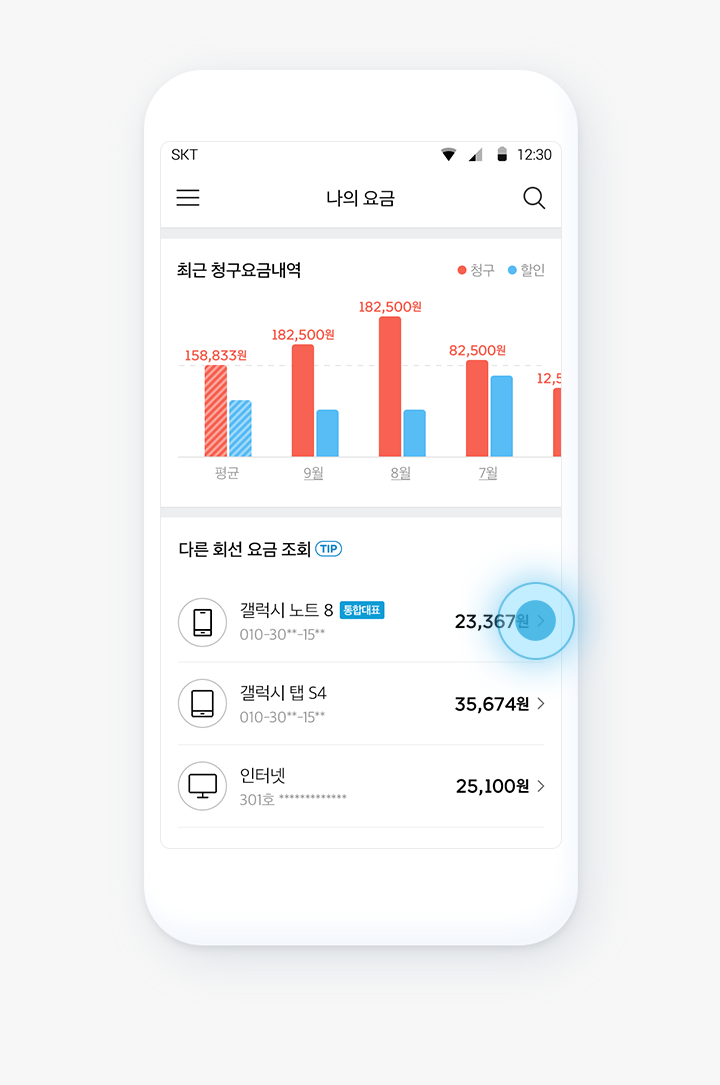 SKT 12:30
나의 요금
최근 청구요금내역 청구 할인
182,500원
182,500원
158,833원
82,500원
12,5
평균 9월 8월 7월
다른 회선 요금 조회 TIP
갤럭시 노트 8 통합대표
010-30**-15**
23,367원
갤럭시 탭 S4
010-30**-15**
35,674원
인터넷
301호 *************
25,100원